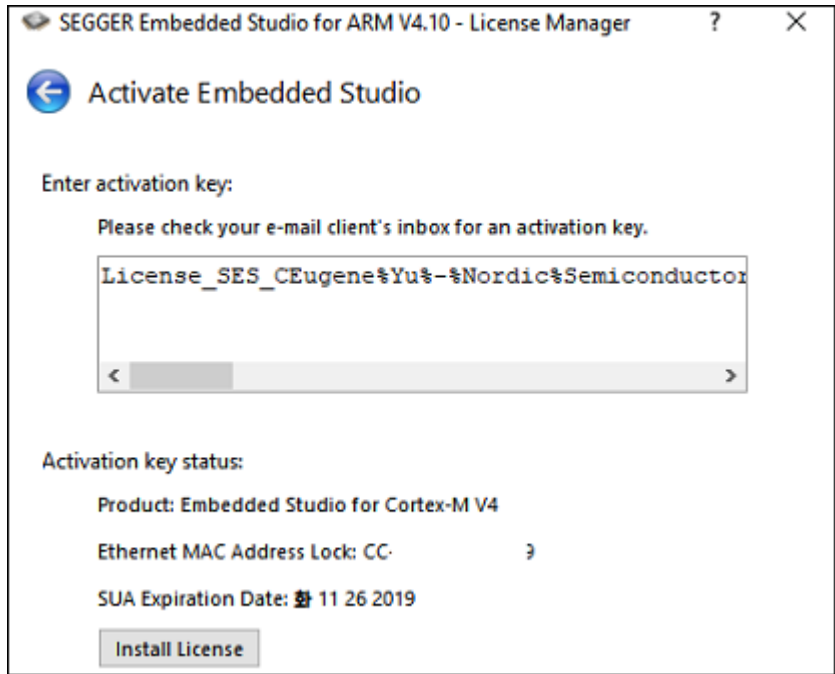 SEGGER Embedded Studio for ARM V4.10 - License Manager ?
Activate Embedded Studio
Enter activation key:
Please check your e-mail client's inbox for an activation key.
License_SES_CEugene%Yu%-%Nordic%Semiconductor
Activation key status:
Product: Embedded Studio for Cortex-M V4
Ethernet MAC Address Lock: CC-
SUA Expiration Date: 화 11 26 2019
Install License